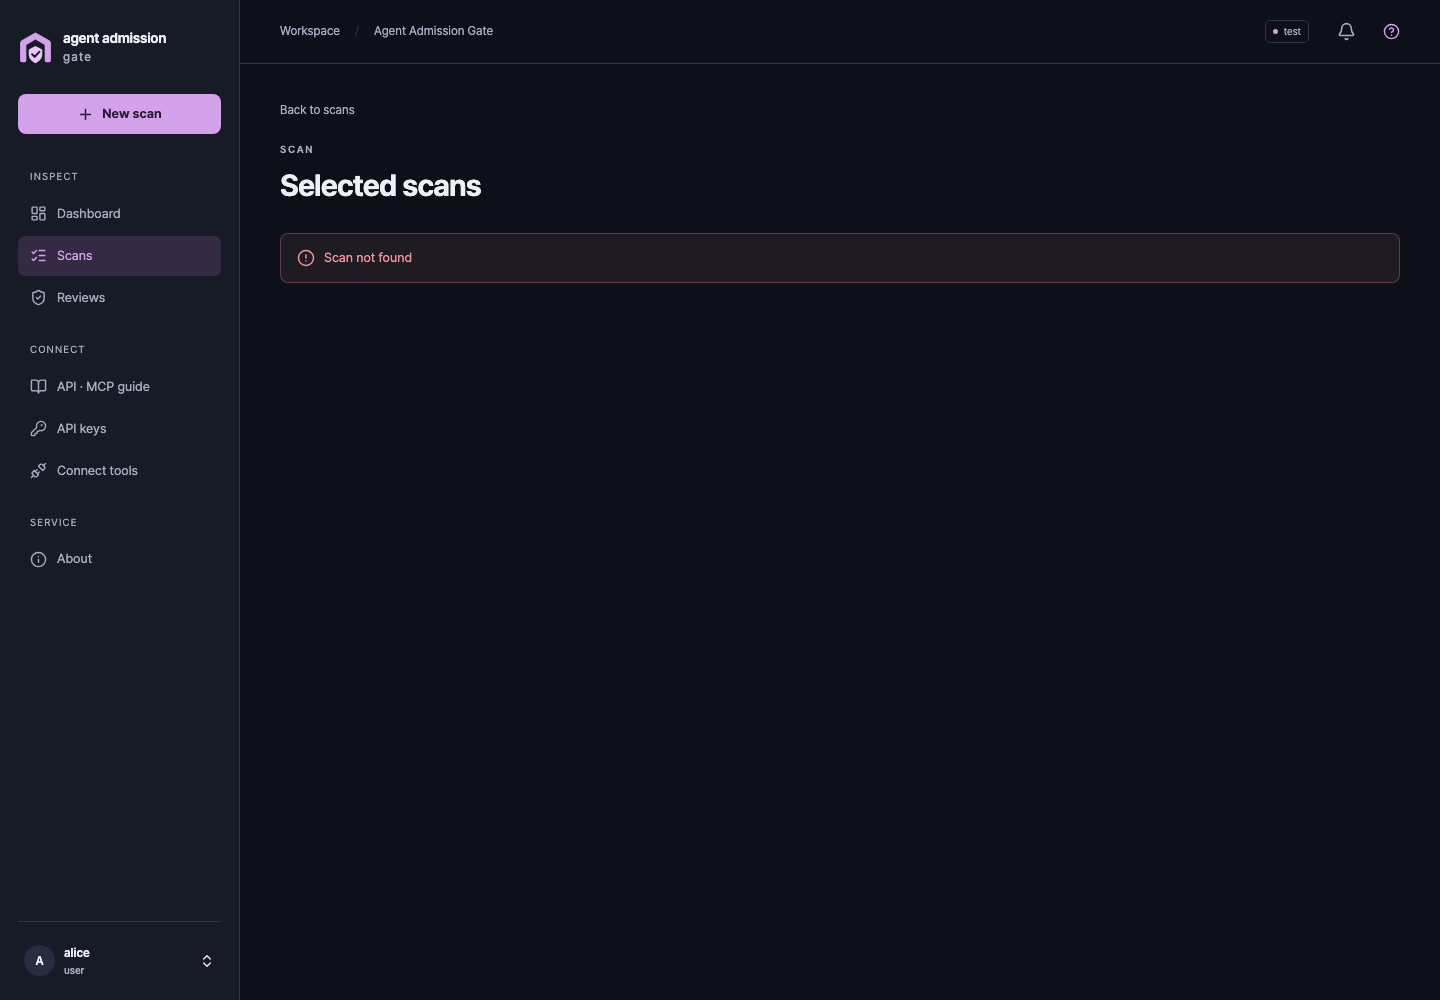 agent admission
gate
New scan
INSPECT
Dashboard
Scans
Reviews
CONNECT
API · MCP guide
API keys
Connect tools
SERVICE
About
A
alice
user
Workspace / Agent Admission Gate
test
Back to scans
SCAN
Selected scans
Scan not found